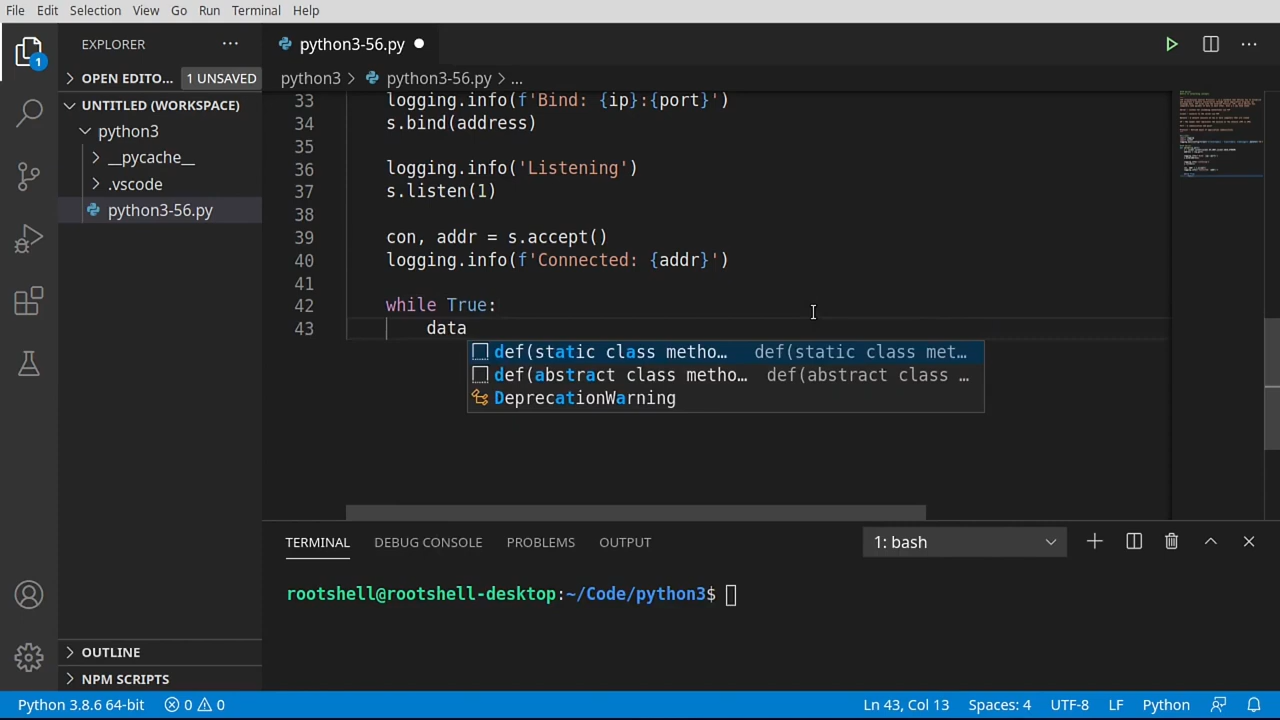 File Edit Selection View Go Run Terminal Help
EXPLORER ...
python3-56.py
1
OPEN EDITO... 1 UNSAVED
python3 > python3-56.py > ...
UNTITLED (WORKSPACE)
python3
__pycache__
.vscode
python3-56.py
33 logging.info(f'Bind: {ip}:{port}')
34 s.bind(address)
35
36 logging.info('Listening')
37 s.listen(1)
38
39 con, addr = s.accept()
40 logging.info(f'Connected: {addr}')
41
42 while True:
43 data
def(static class metho... def(static class met...
def(abstract class metho... def(abstract class ...
DeprecationWarning
TERMINAL DEBUG CONSOLE PROBLEMS OUTPUT 1: bash
rootshell@rootshell-desktop:~/Code/python3$
OUTLINE
NPM SCRIPTS
Python 3.8.6 64-bit 0 0 Ln 43, Col 13 Spaces: 4 UTF-8 LF Python